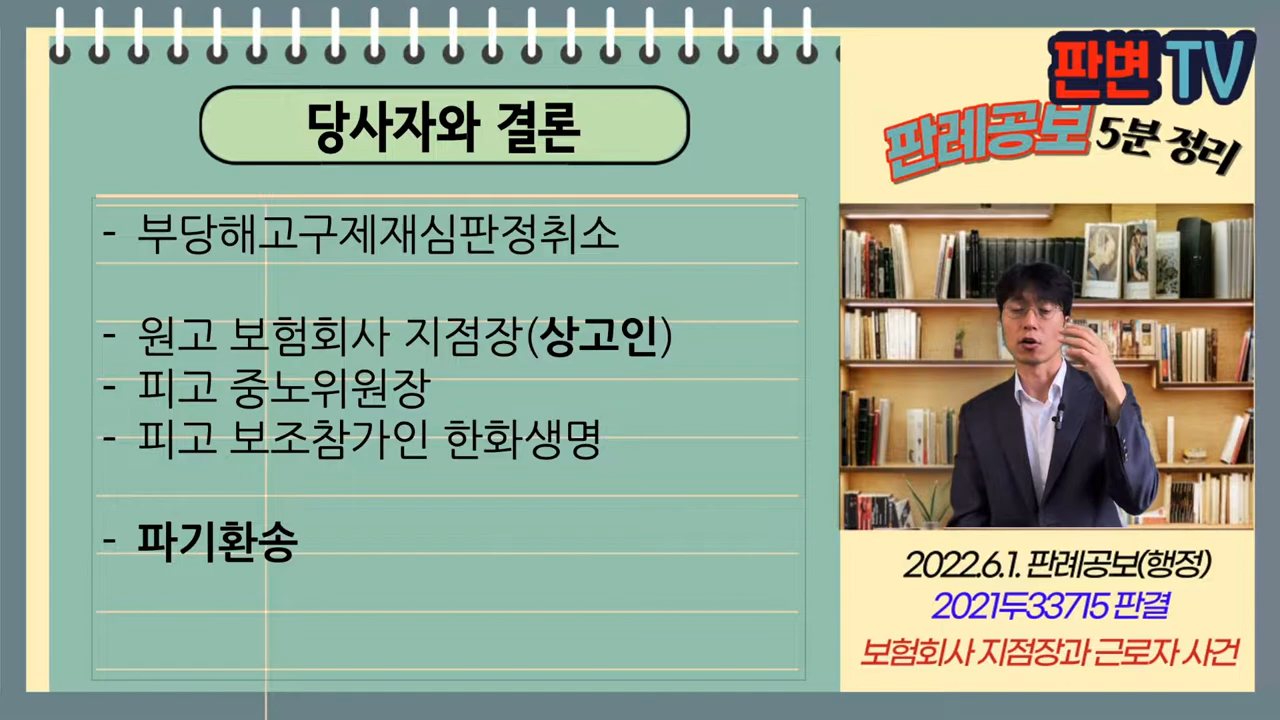 당사자와 결론
- 부당해고구제재심판정취소
- 원고 보험회사 지점장(상고인)
- 피고 중노위원장
- 피고 보조참가인 한화생명
- 파기환송
판변 TV
판례공보 5분 정리
2022.6.1. 판례공보(행정)
2021두33715 판결
보험회사 지점장과 근로자 사건